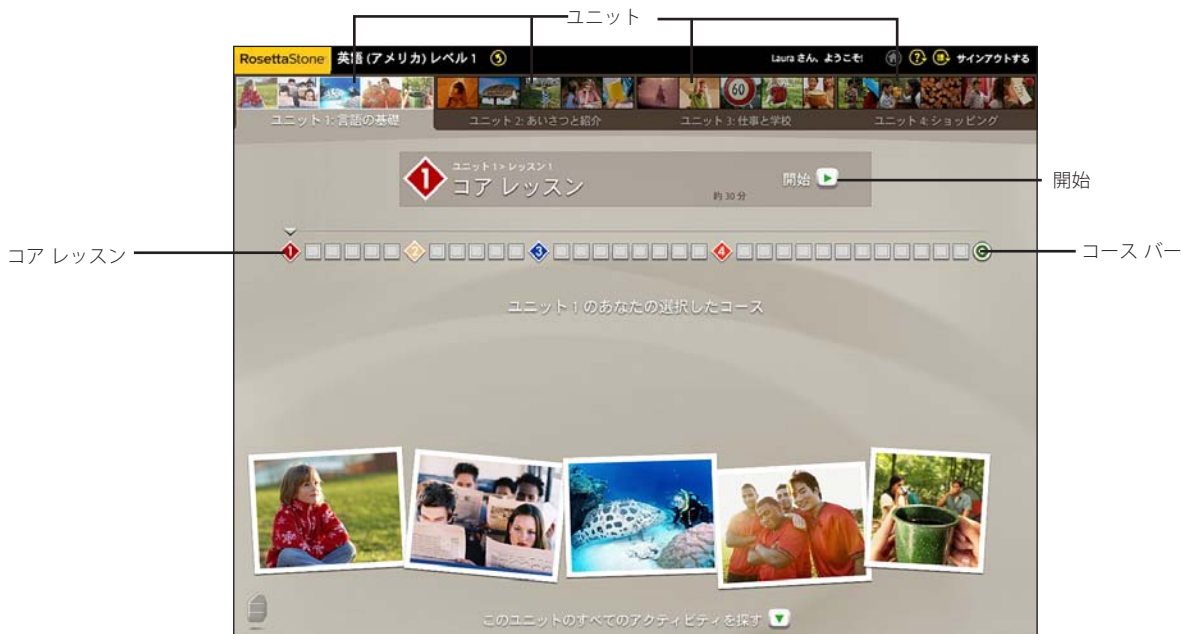 ユニット
RosettaStone 英語 (アメリカ) レベル 1 Laura さん、ようこそ! サインアウトする
60
ユニット 1: 言語の基礎 ユニット 2: あいさつと紹介 ユニット 3: 仕事と学校 ユニット 4: ショッピング
1 ユニット 1 > レッスン 1
コア レッスン 約 30 分 開始
開始
コア レッスン
1 2 3 4
コース バー
ユニット 1 のあなたの選択したコース
このユニットのすべてのアクティビティを探す